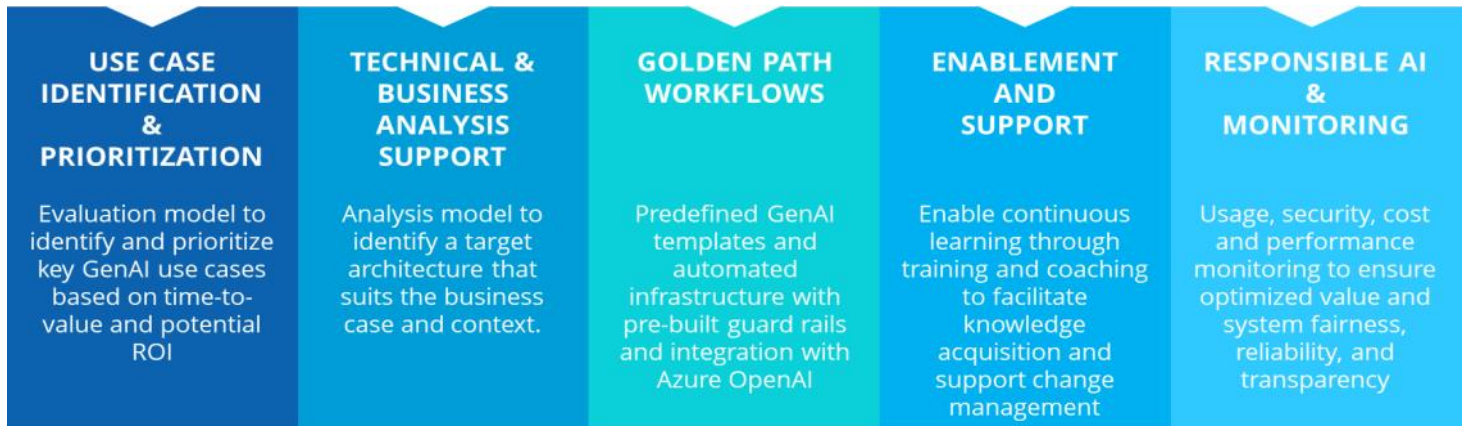 USE CASE
IDENTIFICATION
&
PRIORITIZATION
Evaluation model to
identify and prioritize
key GenAI use cases
based on time-to-
value and potential
ROI
TECHNICAL &
BUSINESS
ANALYSIS
SUPPORT
Analysis model to
identify a target
architecture that
suits the business
case and context.
GOLDEN PATH
WORKFLOWS
Predefined GenAI
templates and
automated
infrastructure with
pre-built guard rails
and integration with
Azure OpenAI
ENABLEMENT
AND
SUPPORT
Enable continuous
learning through
training and coaching
to facilitate
knowledge
acquisition and
support change
management
RESPONSIBLE AI
&
MONITORING
Usage, security, cost
and performance
monitoring to ensure
optimized value and
system fairness,
reliability, and
transparency